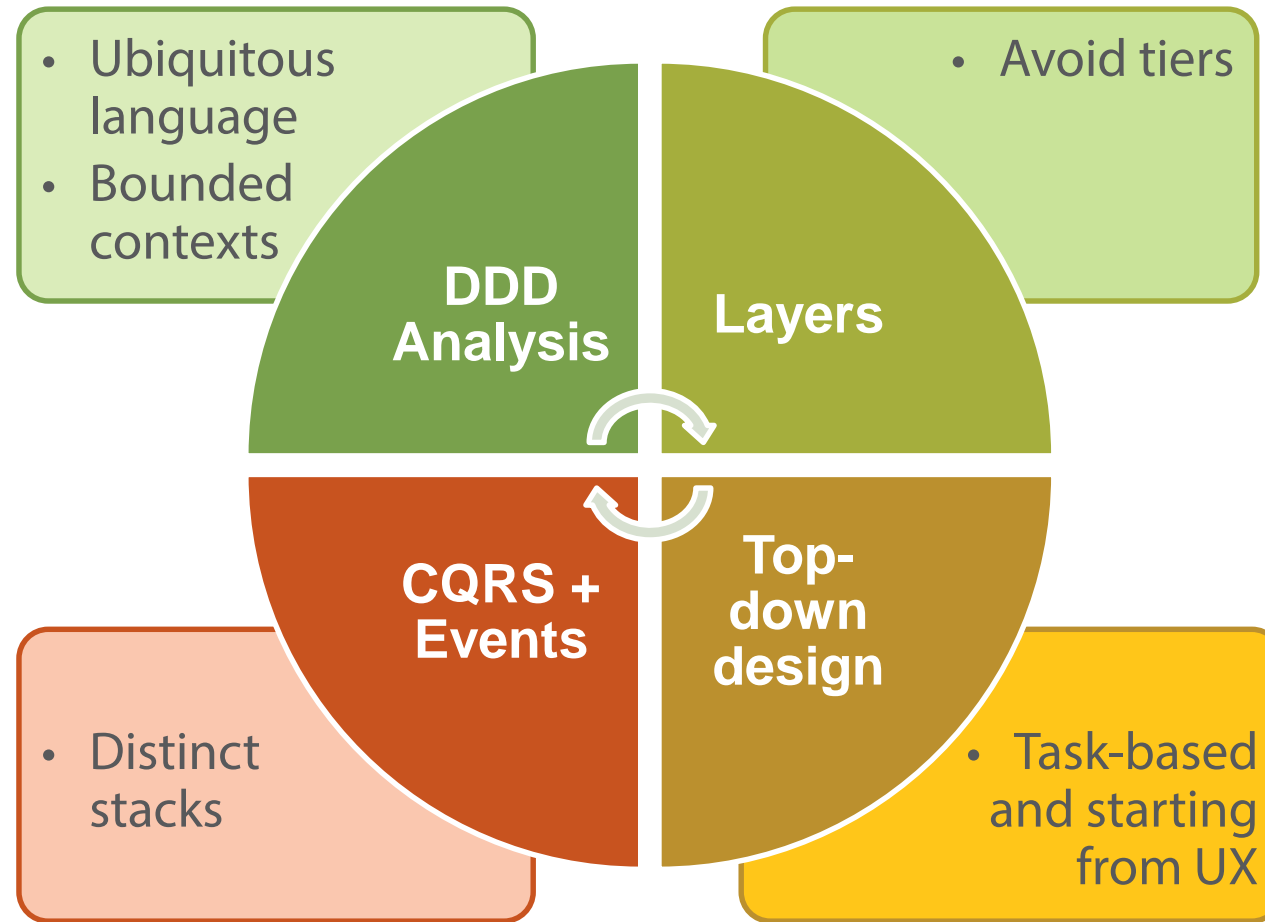 • Ubiquitous
language
• Bounded
contexts
• Avoid tiers
DDD
Analysis
Layers
CQRS +
Events
Top-
down
design
• Distinct
stacks
• Task-based
and starting
from UX